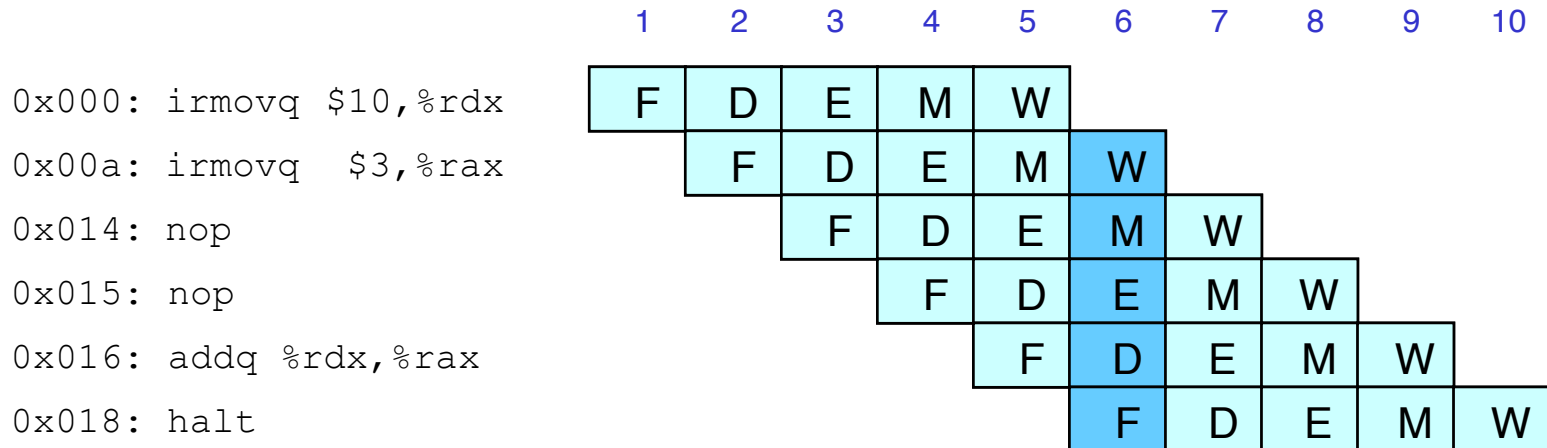 1 2 3 4 5 6 7 8 9 10
0x000: irmovq $10,%rdx F D E M W
0x00a: irmovq $3,%rax F D E M W
0x014: nop F D E M W
0x015: nop F D E M W
0x016: addq %rdx,%rax F D E M W
0x018: halt F D E M W